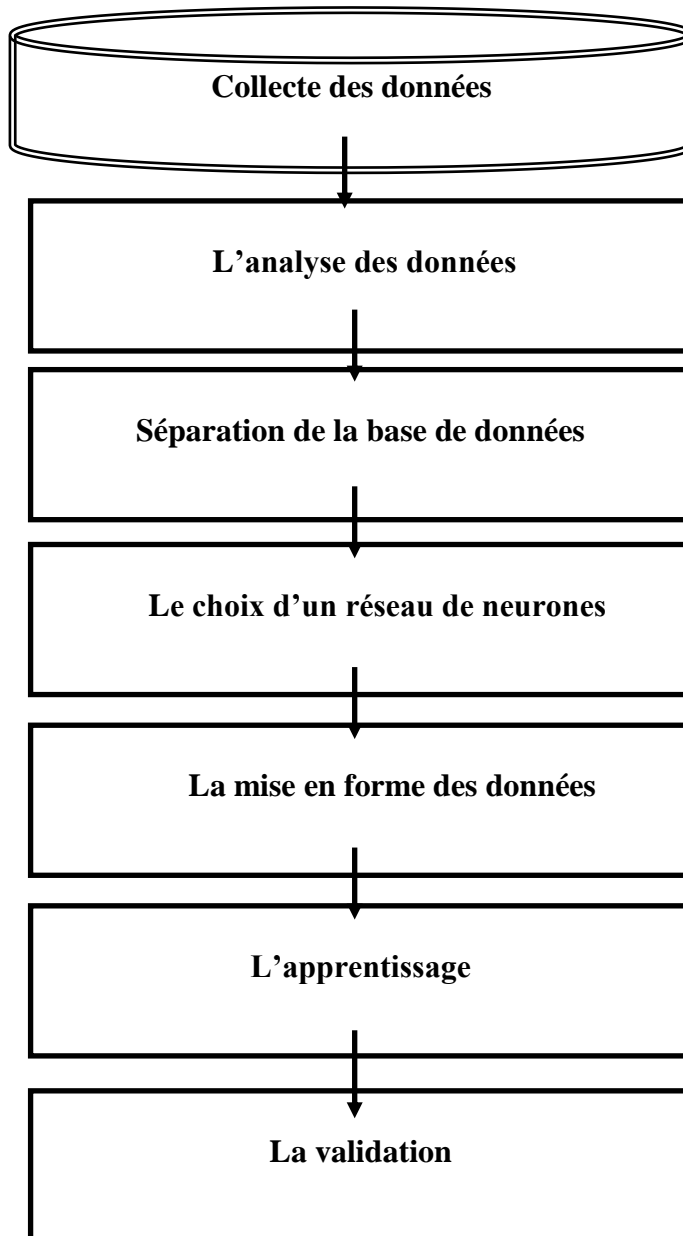 Collecte des données
L’analyse des données
Séparation de la base de données
Le choix d’un réseau de neurones
La mise en forme des données
L’apprentissage
La validation